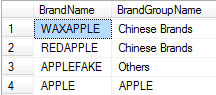 BrandName BrandGroupName
1 WAXAPPLE Chinese Brands
2 REDAPPLE Chinese Brands
3 APPLEFAKE Others
4 APPLE APPLE